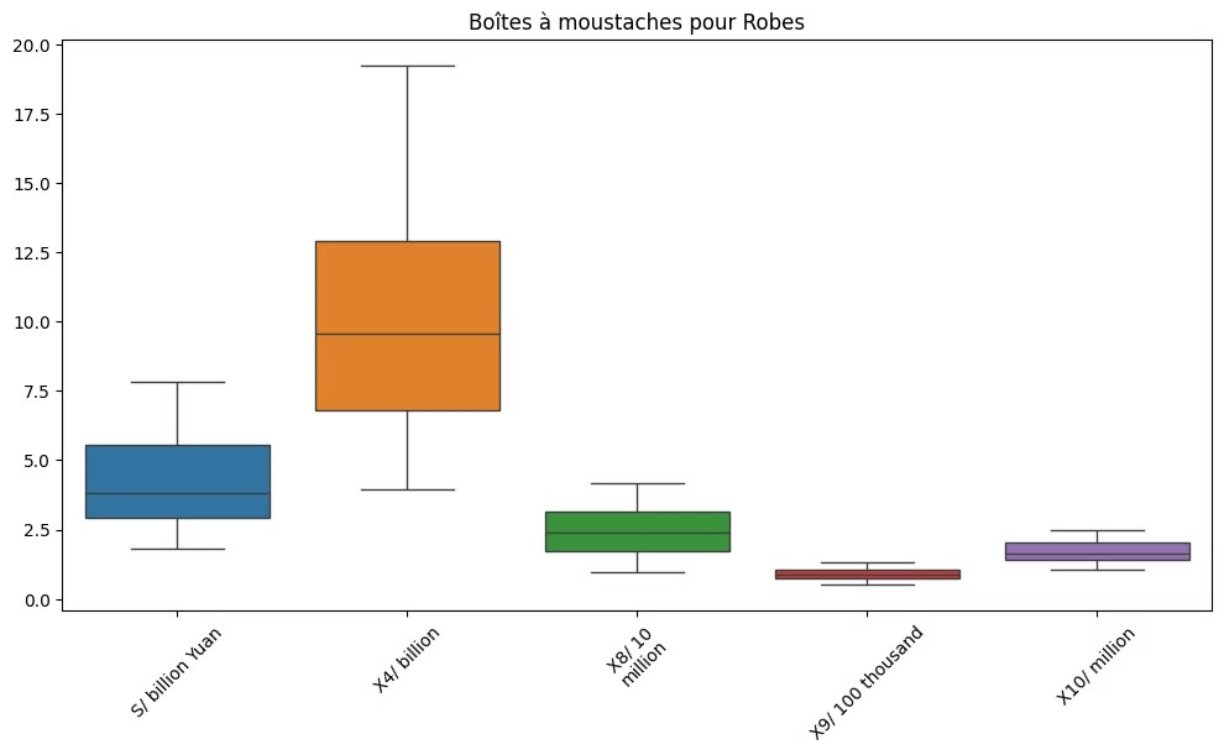 Boîtes à moustaches pour Robes
20.0
17.5
15.0
12.5
10.0
7.5
5.0
2.5
0.0
S/ billion Yuan
X4/ billion
X8/ 10
million
X9/ 100 thousand
X10/ million